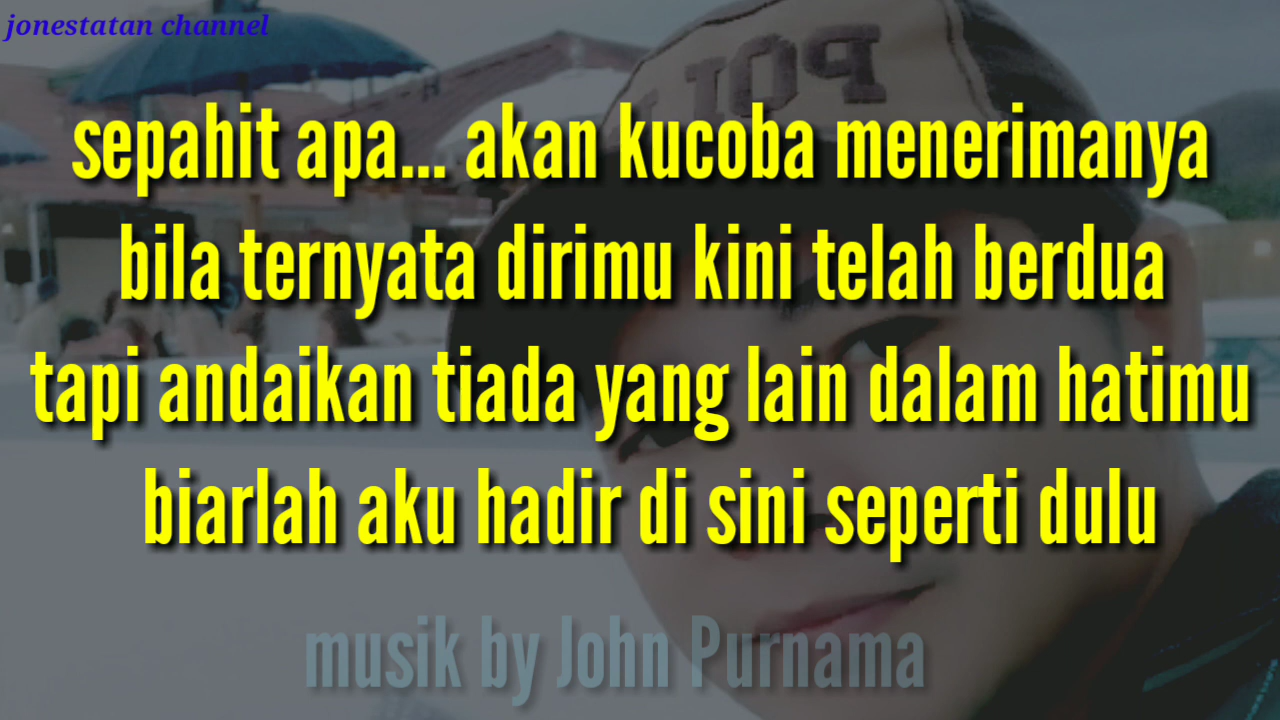 jonestatan channel
sepahit apa... akan kucoba menerimanya
bila ternyata dirimu kini telah berdua
tapi andaikan tiada yang lain dalam hatimu
biarlah aku hadir di sini seperti dulu
musik by John Purnama